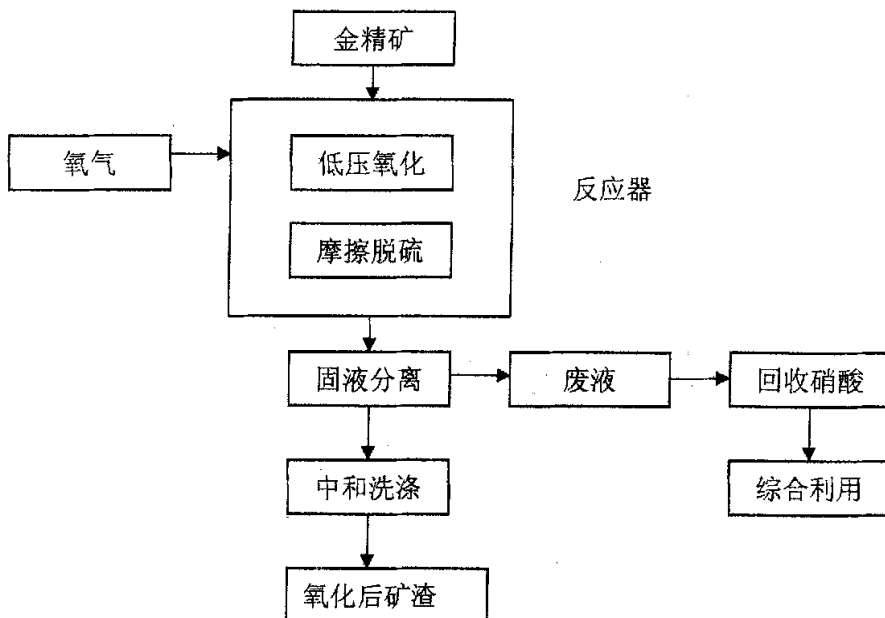 金精矿
氧气
低压氧化
反应器
摩擦脱硫
固液分离
废液
回收硝酸
中和洗涤
综合利用
氧化后矿渣